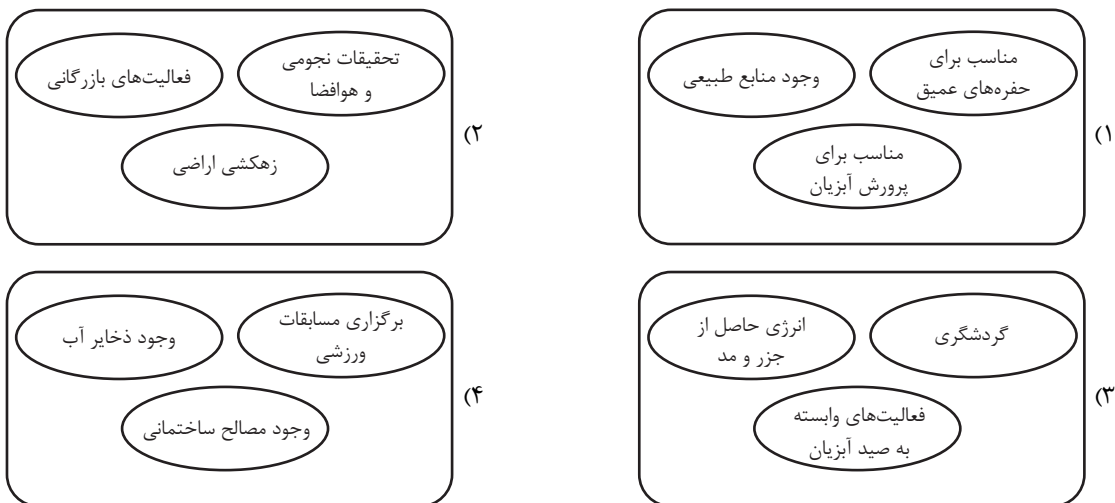 ۱)
مناسب برای
حفره‌های عمیق
وجود منابع طبیعی
مناسب برای
پرورش آبزیان
۲)
تحقیقات نجومی
و هوافضا
فعالیت‌های بازرگانی
زهکشی اراضی
۳)
گردشگری
انرژی حاصل از
جزر و مد
فعالیت‌های وابسته
به صید آبزیان
۴)
برگزاری مسابقات
ورزشی
وجود ذخایر آب
وجود مصالح ساختمانی